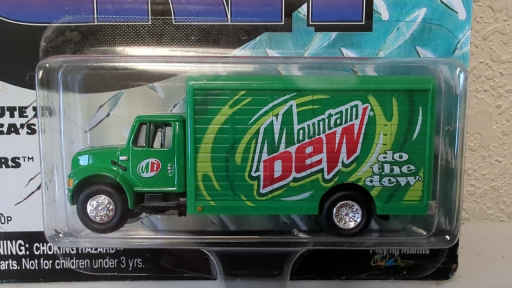 Mountain
Dew
do
the
dew
NING: CHOKING HAZARD
arts. Not for children under 3 yrs.